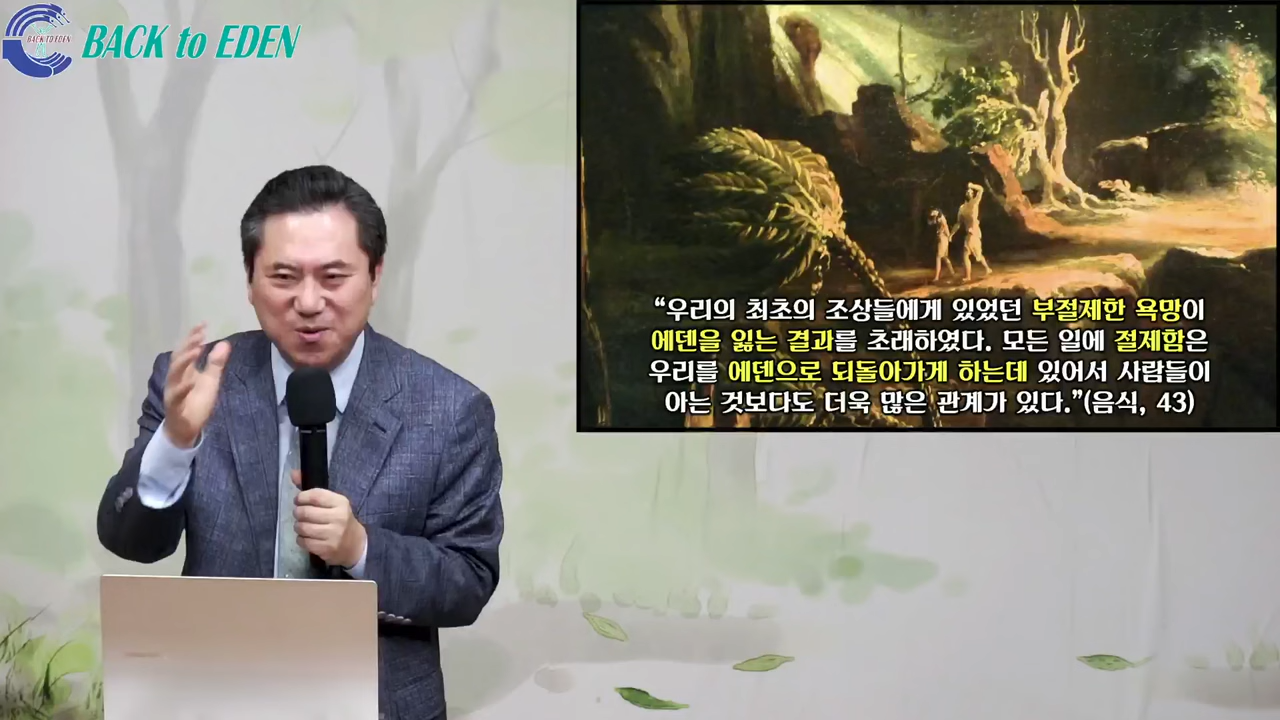 BACK TO EDEN
BACK to EDEN
“우리의 최초의 조상들에게 있었던 부절제한 욕망이
에덴을 잃는 결과를 초래하였다. 모든 일에 절제함은
우리를 에덴으로 되돌아가게 하는데 있어서 사람들이
아는 것보다도 더욱 많은 관계가 있다.”(음식, 43)